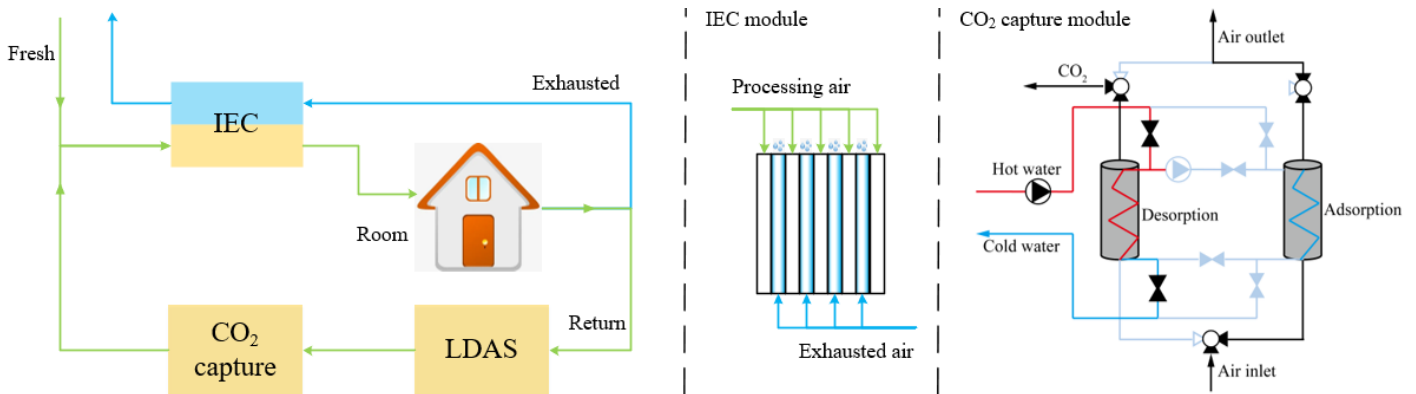 Fresh
Exhausted
IEC
Room
Return
CO₂
capture
LDAS
IEC module
Processing air
Exhausted air
CO₂ capture module
Air outlet
CO₂
Hot water
Desorption
Adsorption
Cold water
Air inlet